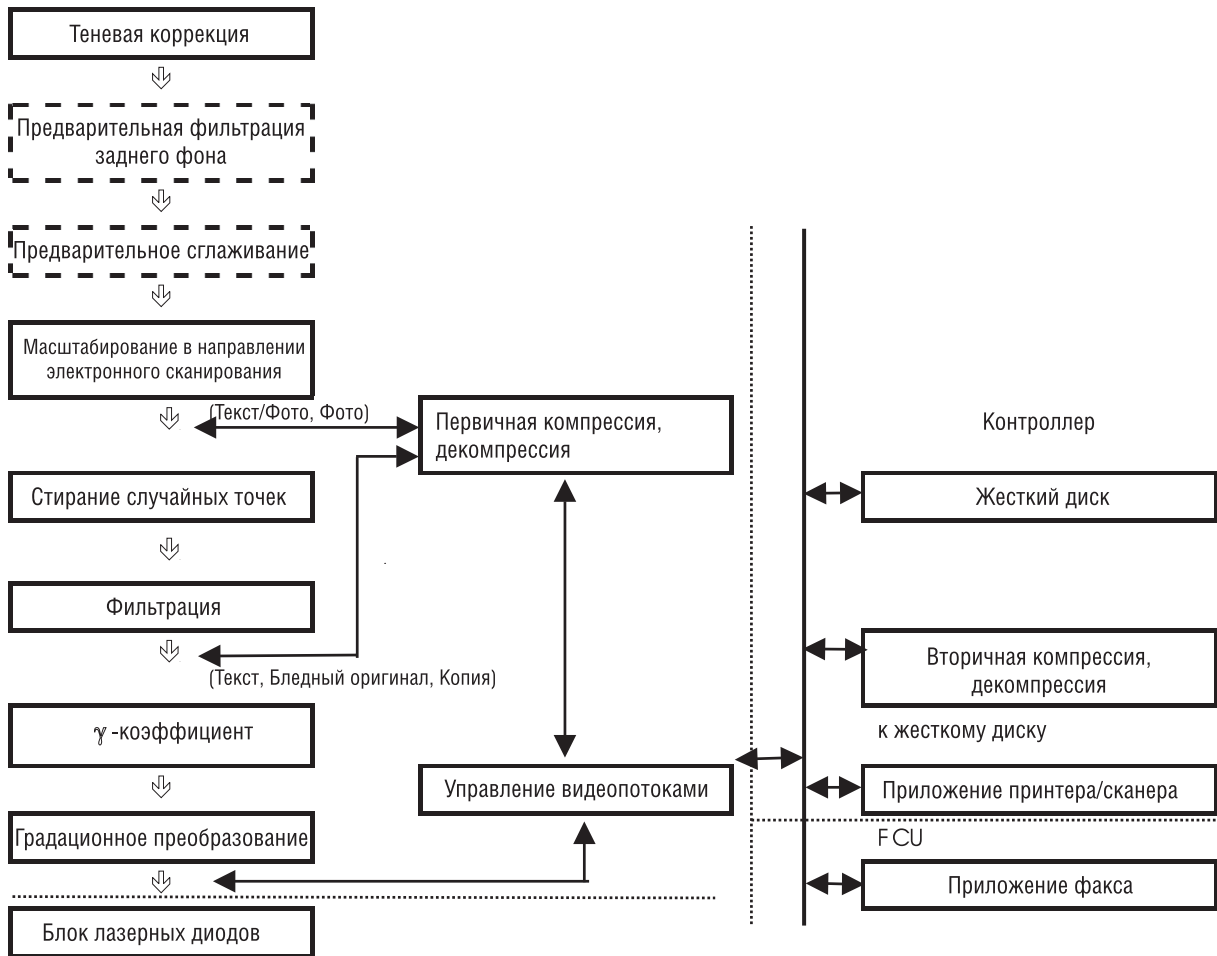 Теневая коррекция
Предварительная фильтрация
заднего фона
Предварительное сглаживание
Масштабирование в направлении
электронного сканирования
(Текст/Фото, Фото)
Стирание случайных точек
Фильтрация
(Текст, Бледный оригинал, Копия)
γ -коэффициент
Градационное преобразование
Блок лазерных диодов
Первичная компрессия,
декомпрессия
Управление видеопотоками
Контроллер
Жесткий диск
Вторичная компрессия,
декомпрессия
к жесткому диску
Приложение принтера/сканера
FCU
Приложение факса